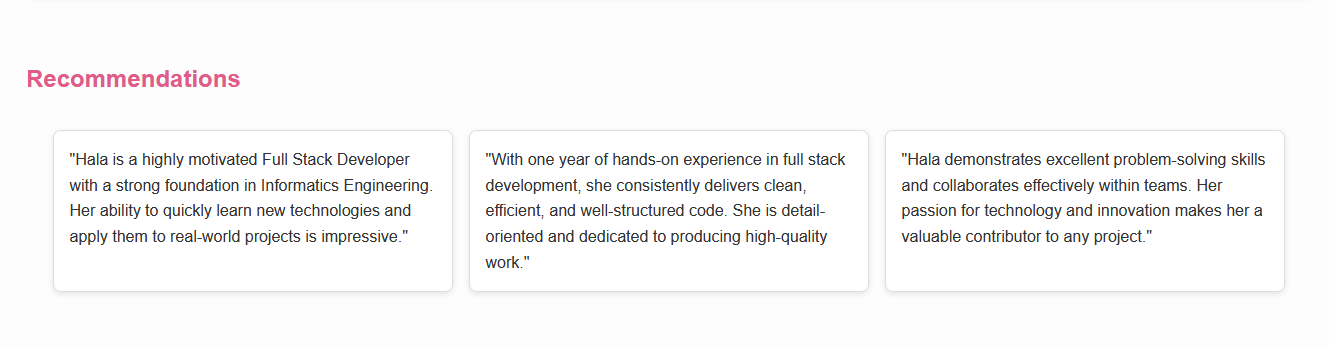 Recommendations
"Hala is a highly motivated Full Stack Developer
with a strong foundation in Informatics Engineering.
Her ability to quickly learn new technologies and
apply them to real-world projects is impressive."
"With one year of hands-on experience in full stack
development, she consistently delivers clean,
efficient, and well-structured code. She is detail-
oriented and dedicated to producing high-quality
work."
"Hala demonstrates excellent problem-solving skills
and collaborates effectively within teams. Her
passion for technology and innovation makes her a
valuable contributor to any project."